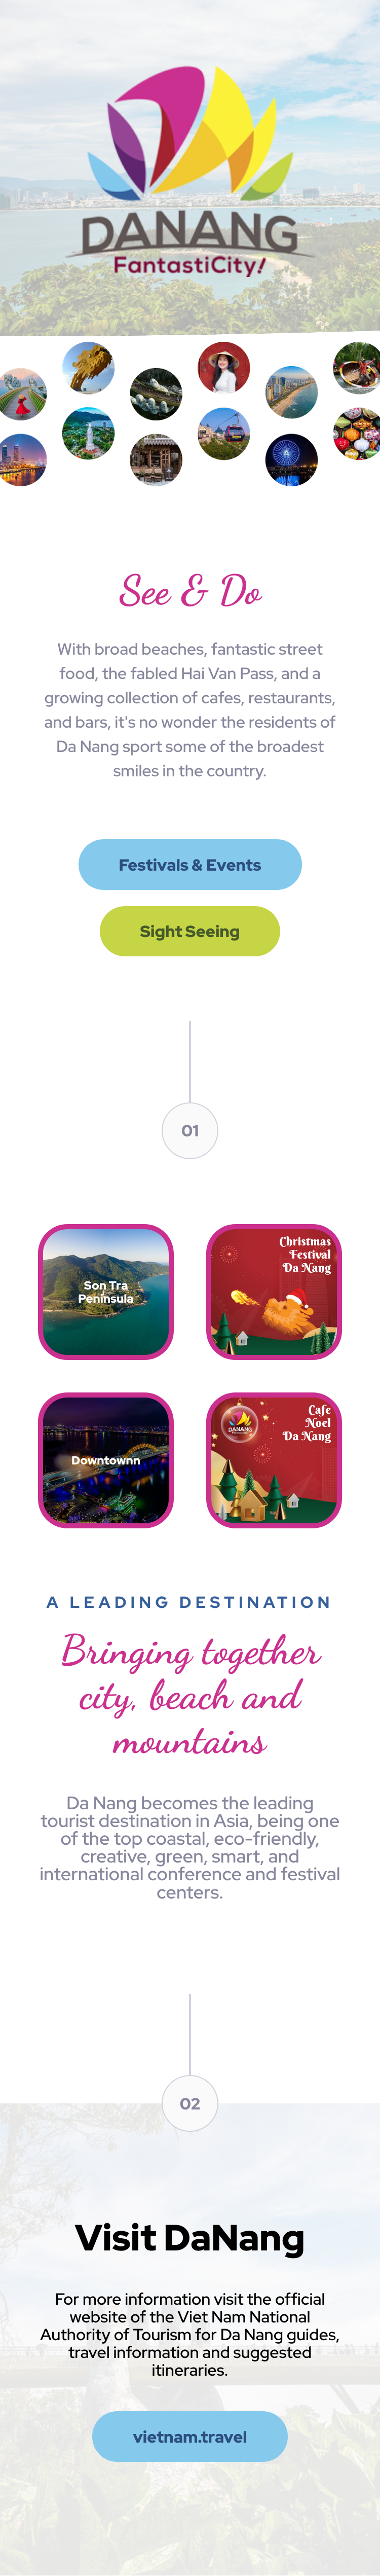 DANANG
FantastiCity!
See & Do
With broad beaches, fantastic street
food, the fabled Hai Van Pass, and a
growing collection of cafes, restaurants,
and bars, it's no wonder the residents of
Da Nang sport some of the broadest
smiles in the country.
Festivals & Events
Sight Seeing
01
Son Tra
Peninsula
Christmas
Festival
Da Nang
Downtownn
DANANG
Cafe
Noel
Da Nang
A LEADING DESTINATION
Bringing together
city, beach and
mountains
Da Nang becomes the leading
tourist destination in Asia, being one
of the top coastal, eco-friendly,
creative, green, smart, and
international conference and festival
centers.
02
Visit DaNang
For more information visit the official
website of the Viet Nam National
Authority of Tourism for Da Nang guides,
travel information and suggested
itineraries.
vietnam.travel